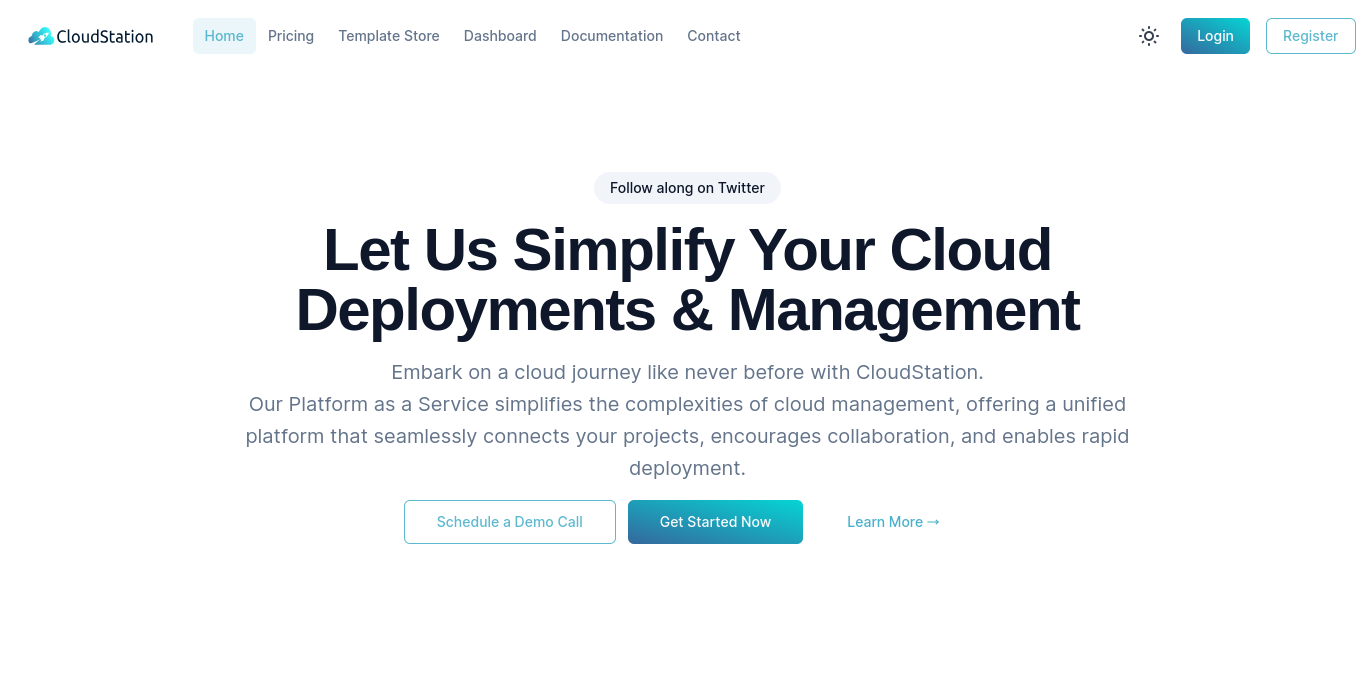 CloudStation
Home
Pricing
Template Store
Dashboard
Documentation
Contact
Login
Register
Follow along on Twitter
Let Us Simplify Your Cloud
Deployments & Management
Embark on a cloud journey like never before with CloudStation.
Our Platform as a Service simplifies the complexities of cloud management, offering a unified
platform that seamlessly connects your projects, encourages collaboration, and enables rapid
deployment.
Schedule a Demo Call
Get Started Now
Learn More →